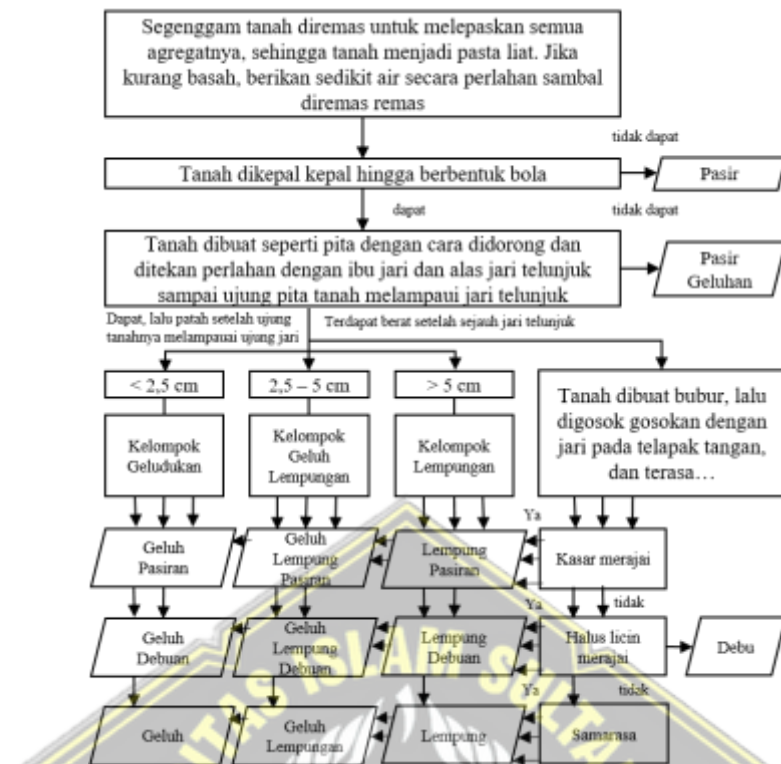 Segenggam tanah diremas untuk melepaskan semua
agregatnya, sehingga tanah menjadi pasta liat. Jika
kurang basah, berikan sedikit air secara perlahan sambal
diremas remas
tidak dapat
Tanah dikepal kepal hingga berbentuk bola
Pasir
dapat
tidak dapat
Tanah dibuat seperti pita dengan cara didorong dan
ditekan perlahan dengan ibu jari dan alas jari telunjuk
sampai ujung pita tanah melampaui jari telunjuk
Pasir
Geluhan
Dapat, lalu patah setelah ujung
tanahnya melampauai ujung jari
Terdapat berat setelah sejauh jari telunjuk
< 2,5 cm
2,5 – 5 cm
> 5 cm
Tanah dibuat bubur, lalu
digosok gosokan dengan
jari pada telapak tangan,
dan terasa…
Kelompok
Geludukan
Kelompok
Geluh
Lempungan
Kelompok
Lempungan
Ya
Geluh
Pasiran
Geluh
Lempung
Pasiran
Lempung
Pasiran
Kasar merajai
Ya
tidak
Geluh
Debuan
Geluh
Lempung
Debuan
Lempung
Debuan
Halus licin
merajai
Debu
Ya
tidak
Geluh
Geluh
Lempungan
Lempung
Samarasa
ISLAM SULTA